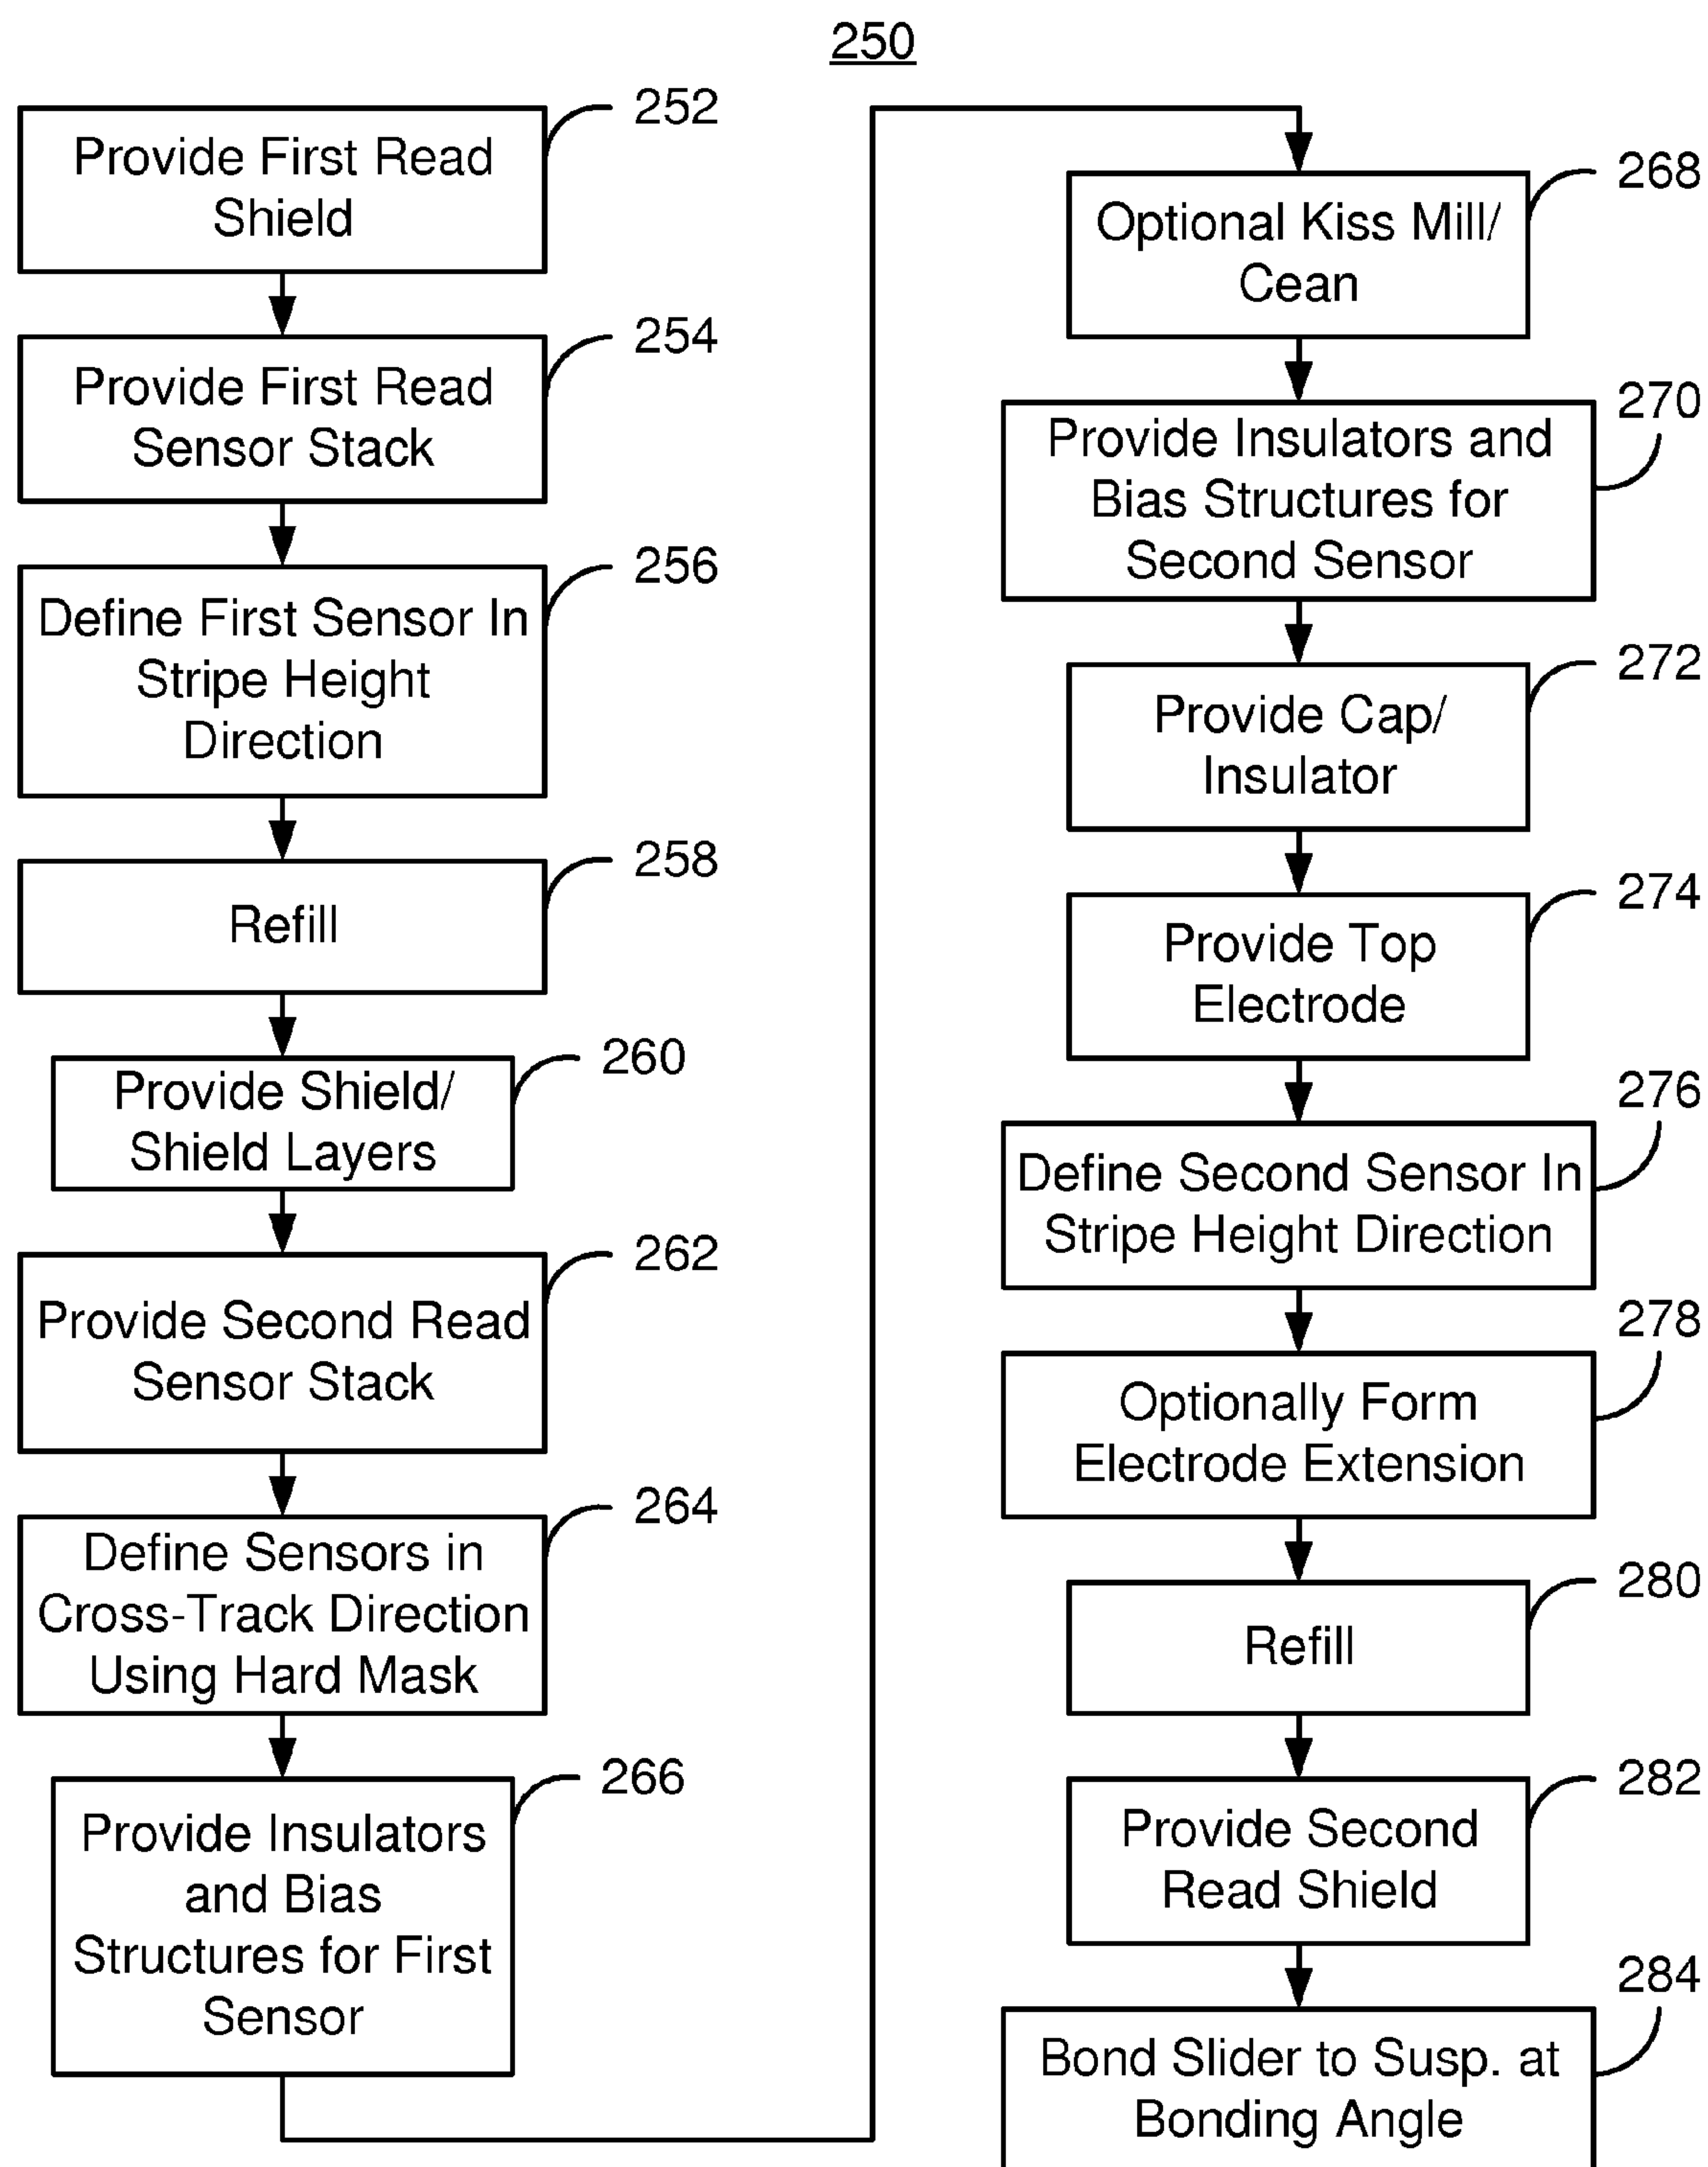 250
252
Provide First Read
Shield
254
Provide First Read
Sensor Stack
256
Define First Sensor In
Stripe Height
Direction
258
Refill
260
Provide Shield/
Shield Layers
262
Provide Second Read
Sensor Stack
264
Define Sensors in
Cross-Track Direction
Using Hard Mask
266
Provide Insulators
and Bias
Structures for First
Sensor
268
Optional Kiss Mill/
Cean
270
Provide Insulators and
Bias Structures for
Second Sensor
272
Provide Cap/
Insulator
274
Provide Top
Electrode
276
Define Second Sensor In
Stripe Height Direction
278
Optionally Form
Electrode Extension
280
Refill
282
Provide Second
Read Shield
284
Bond Slider to Susp. at
Bonding Angle